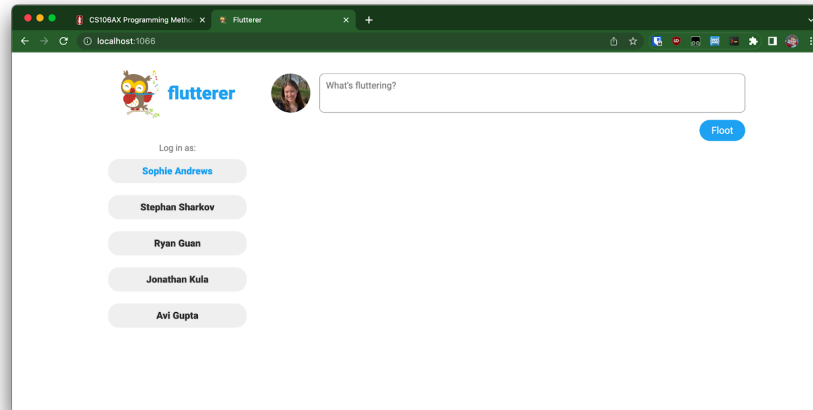 CS106AX Programming Metho
Flutterer
localhost:1066
flutterer
What's fluttering?
Floot
Log in as:
Sophie Andrews
Stephan Sharkov
Ryan Guan
Jonathan Kula
Avi Gupta